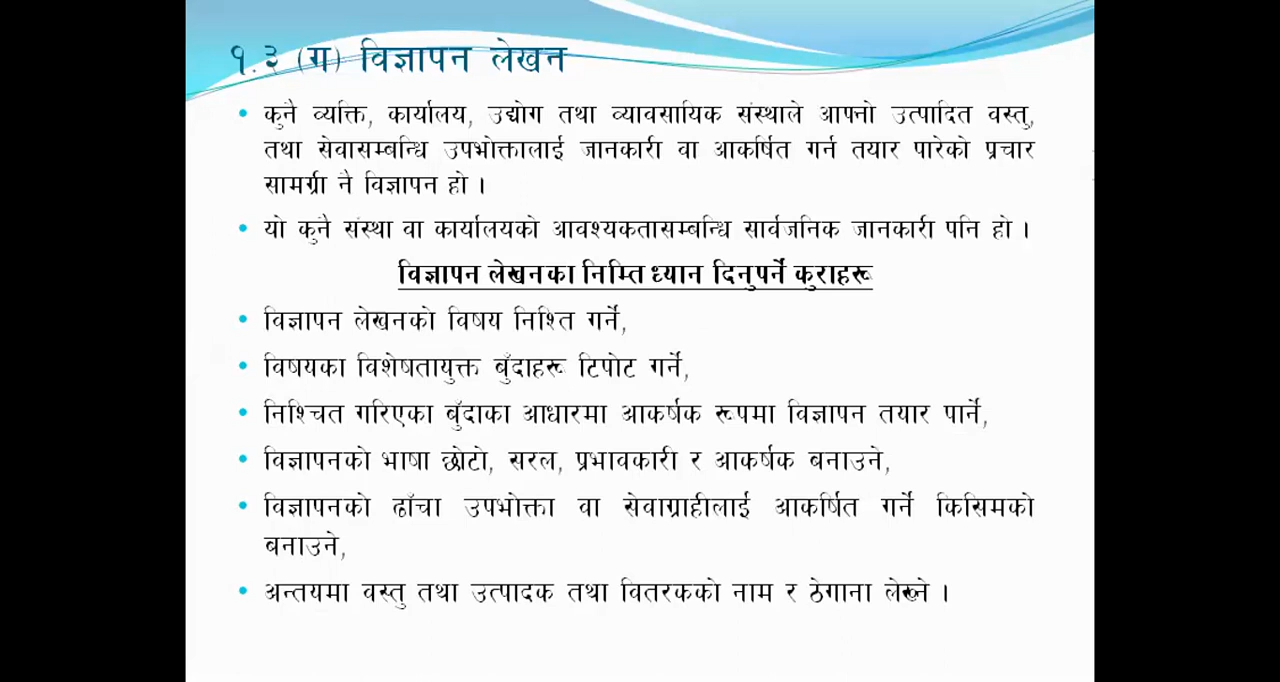 १.३ (ग) विज्ञापन लेखन
• कुनै व्यक्ति, कार्यालय, उद्योग तथा व्यावसायिक संस्थाले आफ्नो उत्पादित वस्तु,
तथा सेवासम्बन्धि उपभोक्तालाई जानकारी वा आकर्षित गर्न तयार पारेको प्रचार
सामग्री नै विज्ञापन हो ।
• यो कुनै संस्था वा कार्यालयको आवश्यकतासम्बन्धि सार्वजनिक जानकारी पनि हो ।
विज्ञापन लेखनका निम्ति ध्यान दिनुपर्ने कुराहरू
• विज्ञापन लेखनको विषय निश्ति गर्ने,
• विषयका विशेषतायुक्त बुँदाहरू टिपोट गर्ने,
• निश्चित गरिएका बुँदाका आधारमा आकर्षक रूपमा विज्ञापन तयार पार्ने,
• विज्ञापनको भाषा छोटो, सरल, प्रभावकारी र आकर्षक बनाउने,
• विज्ञापनको ढाँचा उपभोक्ता वा सेवाग्राहीलाई आकर्षित गर्ने किसिमको
बनाउने,
• अन्तयमा वस्तु तथा उत्पादक तथा वितरकको नाम र ठेगाना लेख्ने ।